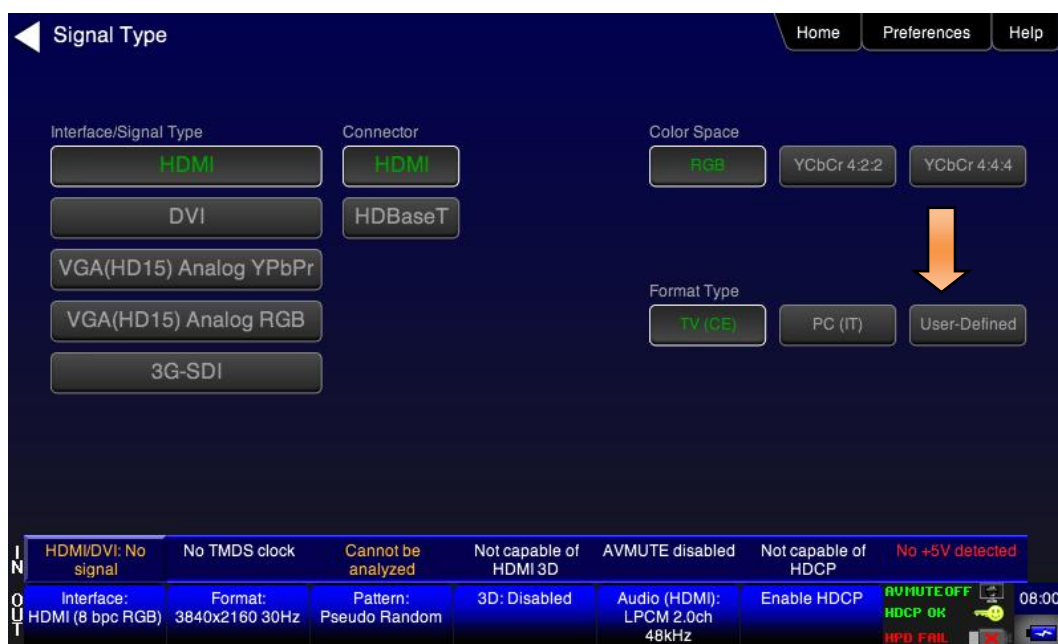 Signal Type
Home
Preferences
Help
Interface/Signal Type
Connector
Color Space
HDMI
HDMI
RGB
YCbCr 4:2:2
YCbCr 4:4:4
DVI
HDBaseT
VGA(HD15) Analog YPbPr
Format Type
VGA(HD15) Analog RGB
TV (CE)
PC (IT)
User-Defined
3G-SDI
IN
HDMI/DVI: No
signal
No TMDS clock
Cannot be
analyzed
Not capable of
HDMI 3D
AVMUTE disabled
Not capable of
HDCP
No +5V detected
OUT
Interface:
HDMI (8 bpc RGB)
Format:
3840x2160 30Hz
Pattern:
Pseudo Random
3D: Disabled
Audio (HDMI):
LPCM 2.0ch
48kHz
Enable HDCP
AVMUTE OFF
HDCP OK
HPD FAIL
08:00